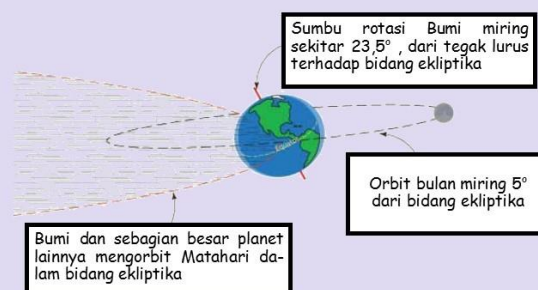 Sumbu rotasi Bumi miring
sekitar 23,5° , dari tegak lurus
terhadap bidang ekliptika
Orbit bulan miring 5°
dari bidang ekliptika
Bumi dan sebagian besar planet
lainnya mengorbit Matahari da-
lam bidang ekliptika